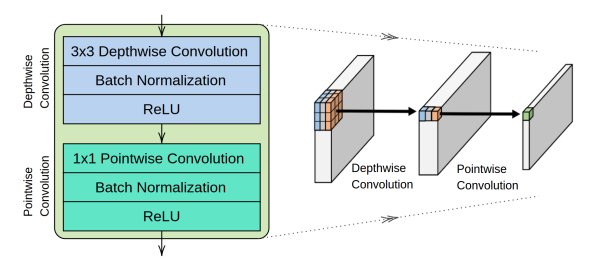 Depthwise
Convolution
3x3 Depthwise Convolution
Batch Normalization
ReLU
Pointwise
Convolution
1x1 Pointwise Convolution
Batch Normalization
ReLU
Depthwise
Convolution
Pointwise
Convolution